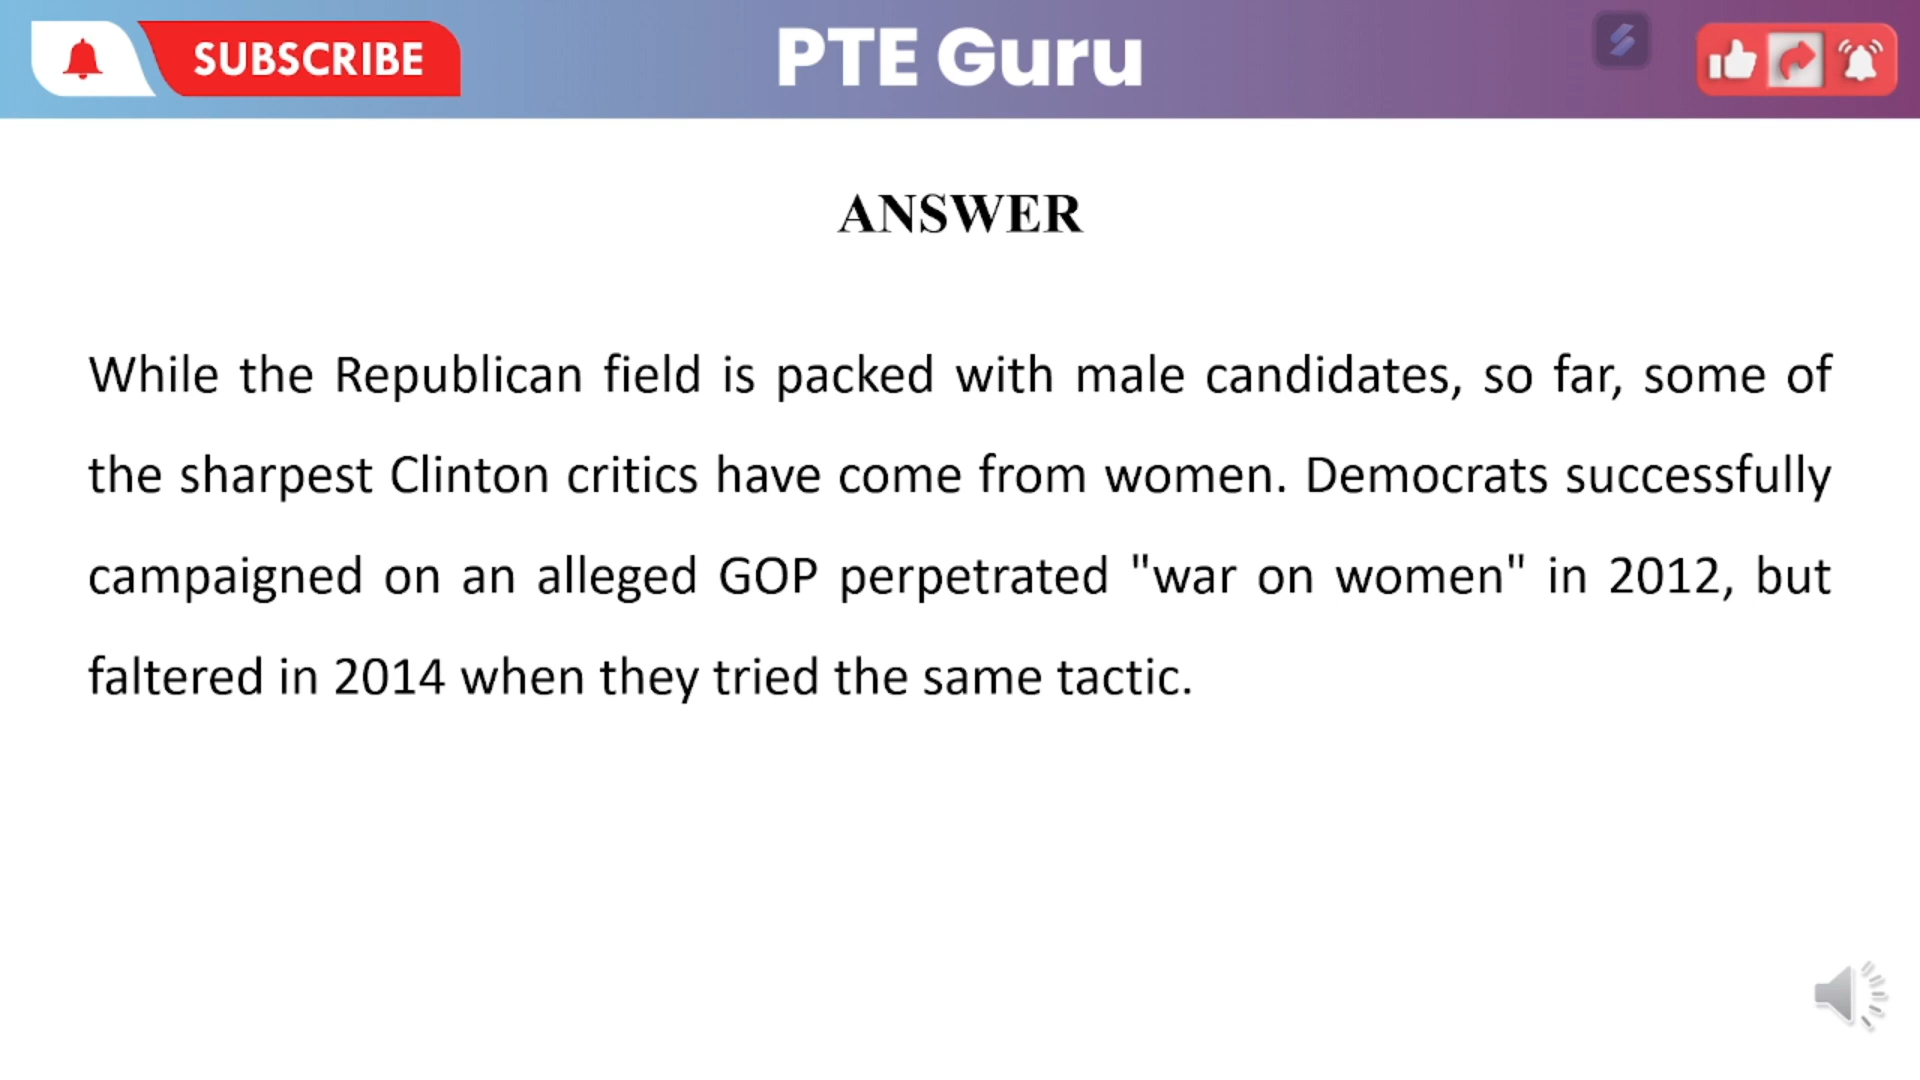 SUBSCRIBE
PTE Guru
ANSWER
While the Republican field is packed with male candidates, so far, some of
the sharpest Clinton critics have come from women. Democrats successfully
campaigned on an alleged GOP perpetrated "war on women" in 2012, but
faltered in 2014 when they tried the same tactic.